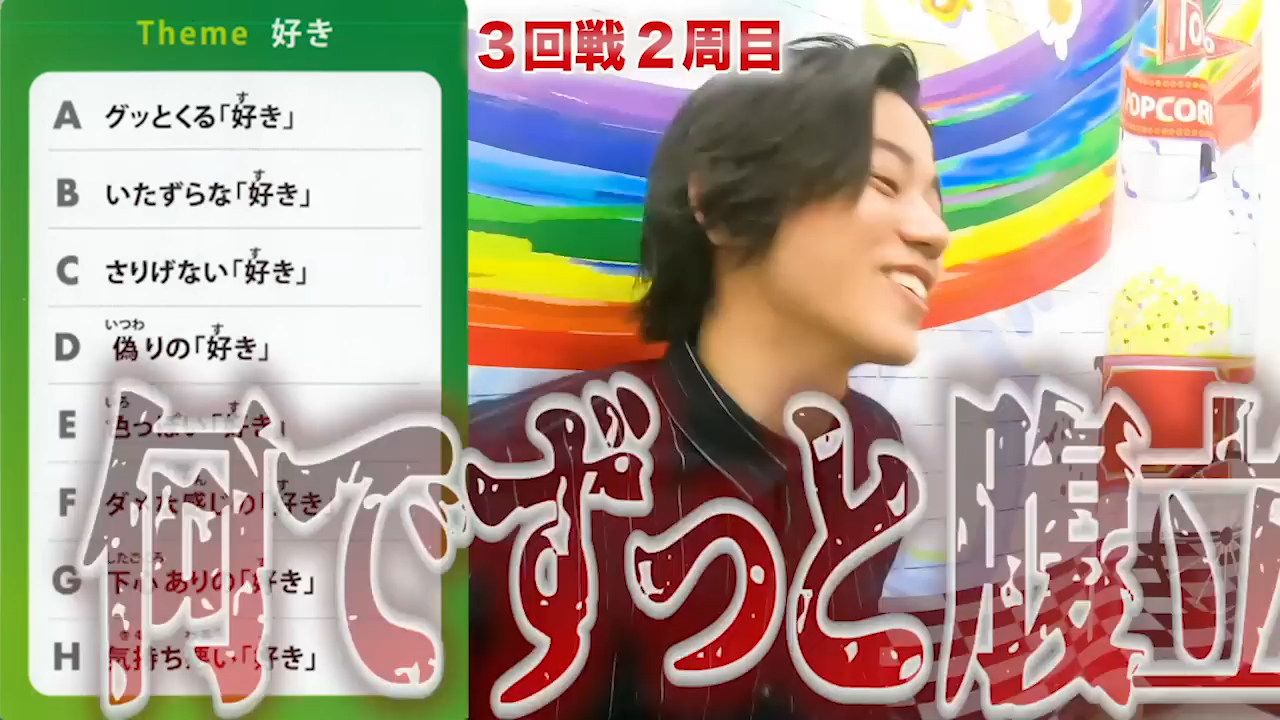 Theme 好き
A グッとくる「好き」
B いたずらな「好き」
C さりげない「好き」
D 偽りの「好き」
E 色っぽい「好き」
F ダメな感じの「好き」
G 下心ありの「好き」
H 気持ち悪い「好き」
3回戦2周目
POPCOR
何でずっと腹立